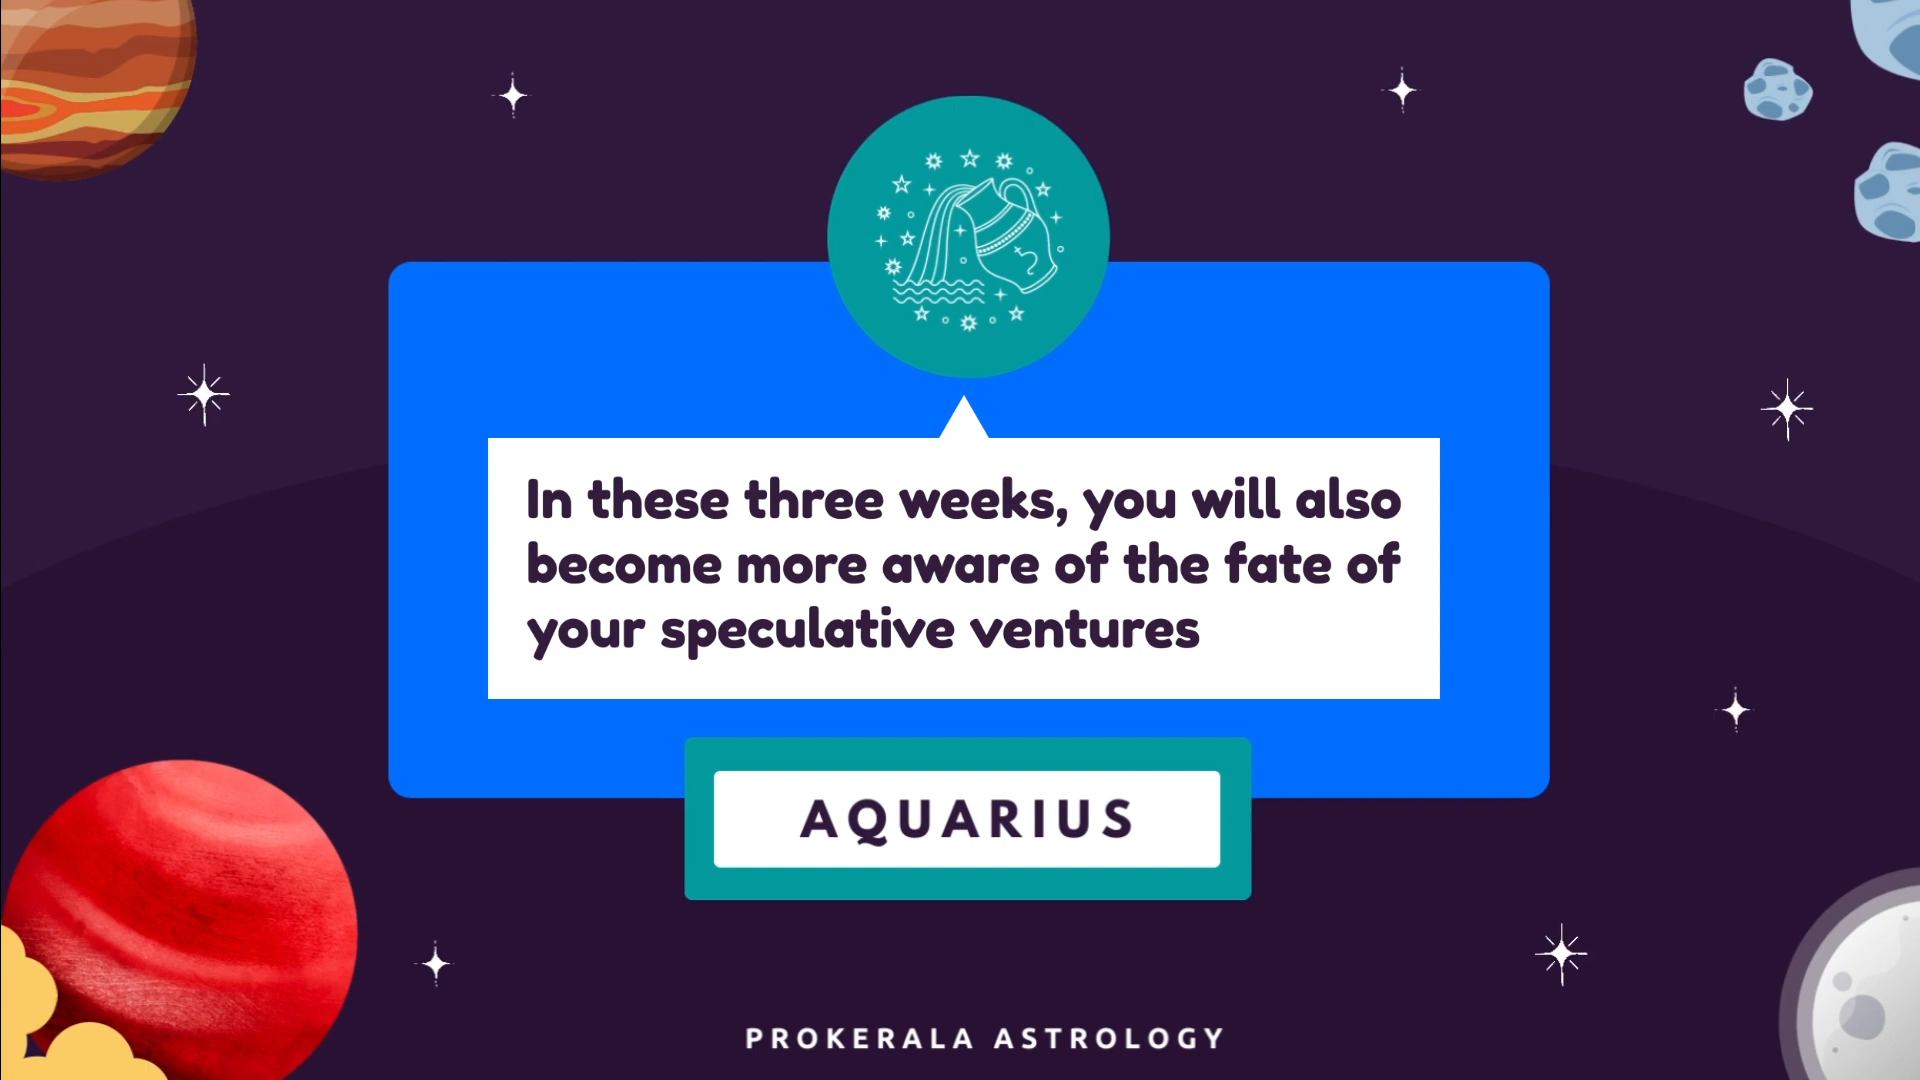 In these three weeks, you will also
become more aware of the fate of
your speculative ventures
AQUARIUS
PROKERALA ASTROLOGY